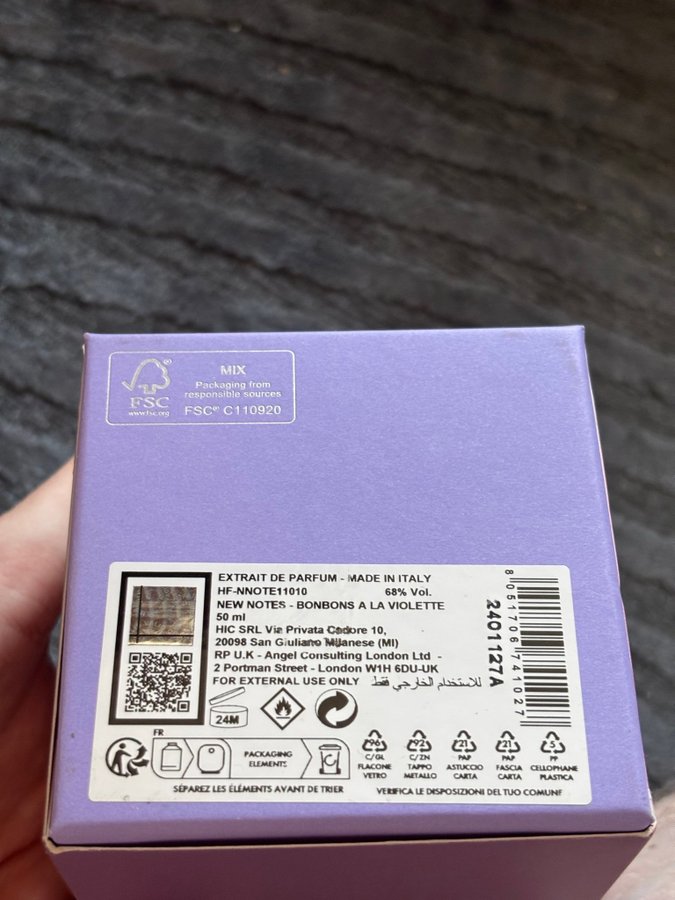 MIX
Packaging from
responsible sources
FSC® C110920
FSC
www.fsc.org
EXTRAIT DE PARFUM - MADE IN ITALY
HF-NNOTE11010 68% Vol.
NEW NOTES - BONBONS A LA VIOLETTE
50 ml
HIC SRL Via Privata Cadore 10,
20098 San Giuliano Milanese (MI)
RP U.K - Angel Consulting London Ltd -
2 Portman Street - London W1H 6DU-UK
FOR EXTERNAL USE ONLY للاستخدام الخارجي فقط
2401127A
8 051706 741027
24M
FR
PACKAGING
ELEMENTS
SÉPAREZ LES ÉLÉMENTS AVANT DE TRIER
96
C/GL
FLACONE
VETRO
92
C/ZN
TAPPO
METALLO
21
PAP
ASTUCCIO
CARTA
21
PAP
FASCIA
CARTA
5
PP
CELLOPHANE
PLASTICA
VERIFICA LE DISPOSIZIONI DEL TUO COMUNE